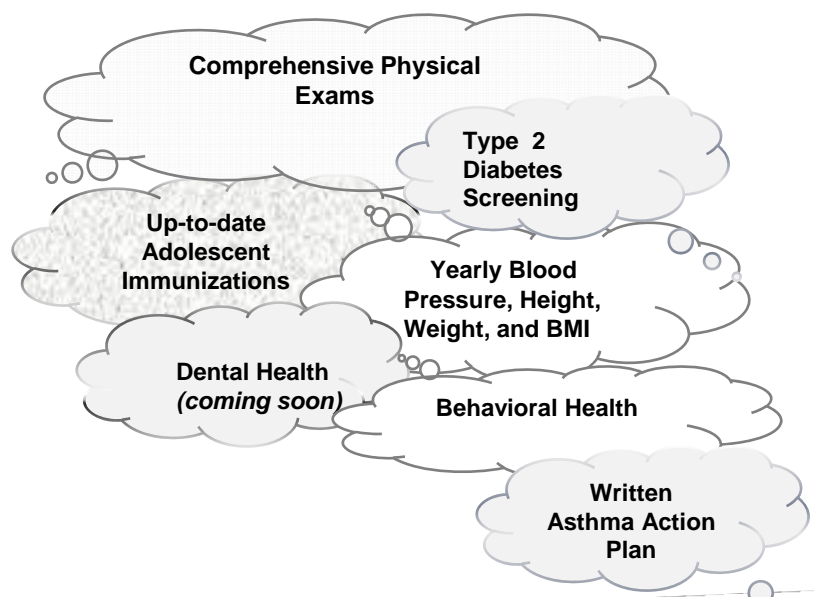 Comprehensive Physical
Exams
Type 2
Diabetes
Screening
Up-to-date
Adolescent
Immunizations
Yearly Blood
Pressure, Height,
Weight, and BMI
Dental Health
(coming soon)
Behavioral Health
Written
Asthma Action
Plan